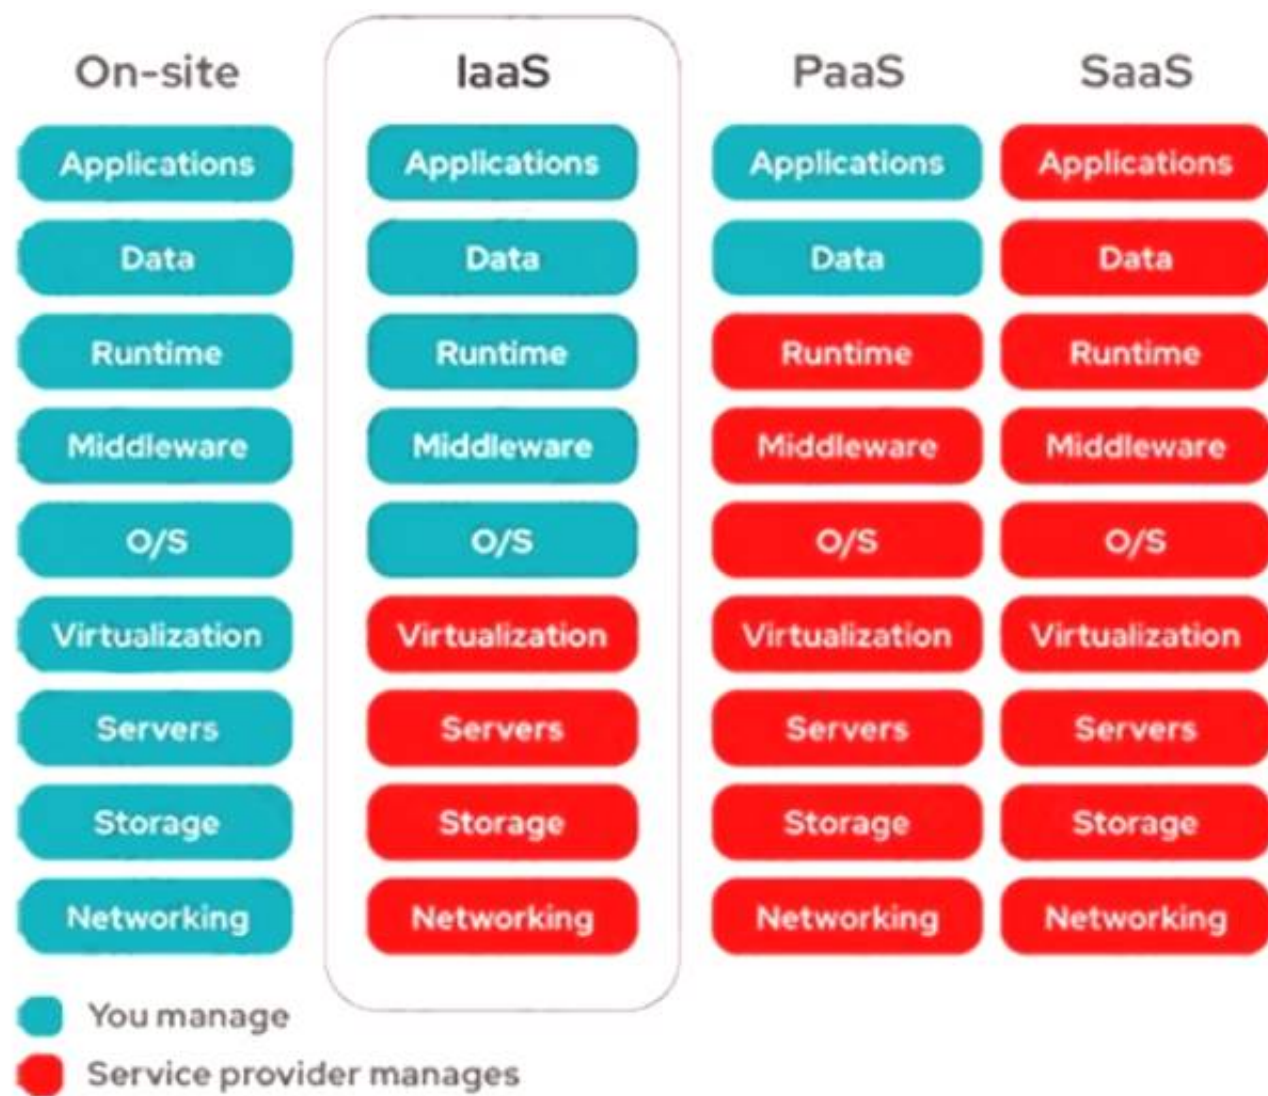 On-site IaaS PaaS SaaS
Applications Applications Applications Applications
Data Data Data Data
Runtime Runtime Runtime Runtime
Middleware Middleware Middleware Middleware
O/S O/S O/S O/S
Virtualization Virtualization Virtualization Virtualization
Servers Servers Servers Servers
Storage Storage Storage Storage
Networking Networking Networking Networking
You manage
Service provider manages